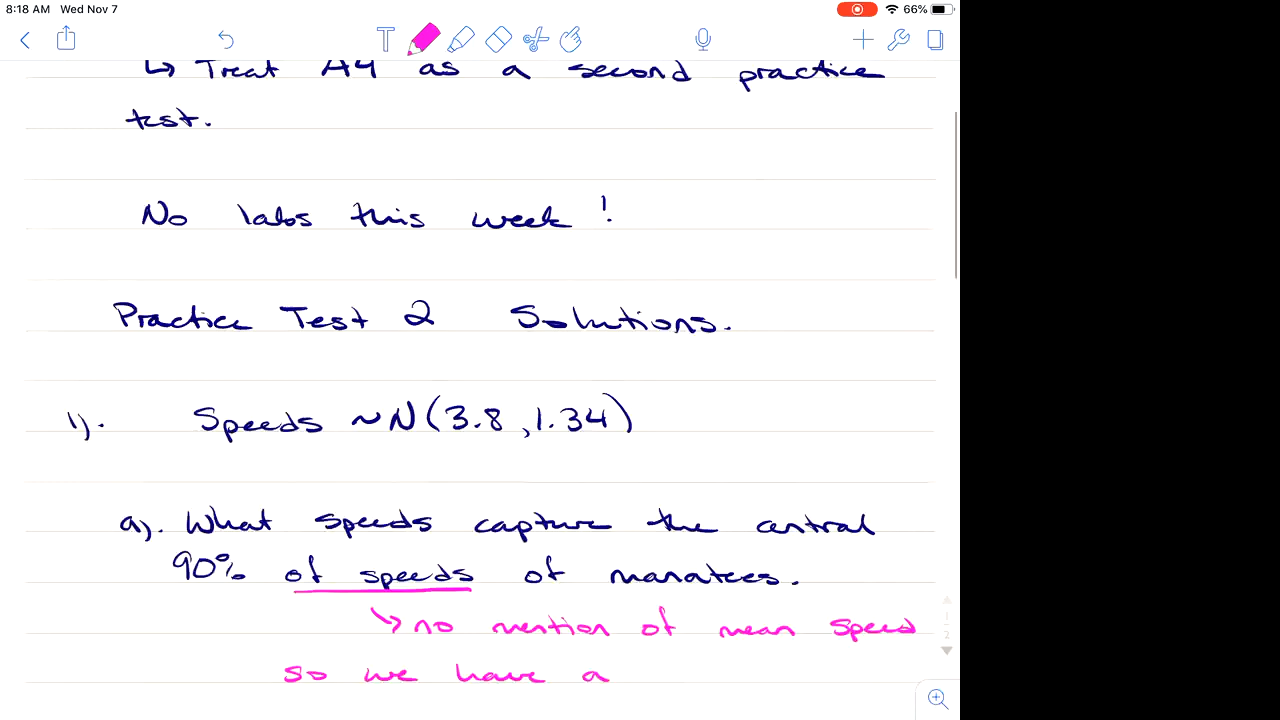 8:18 AM Wed Nov 7
66%
T
↳ Treat A4 as a second practice
test.
No labs this week!
Practice Test 2 Solutions.
1). Speeds ~N(3.8,1.34)
a). What speeds capture the central
90% of speeds of manatees.
↳ no mention of mean speed
so we have a
1
2